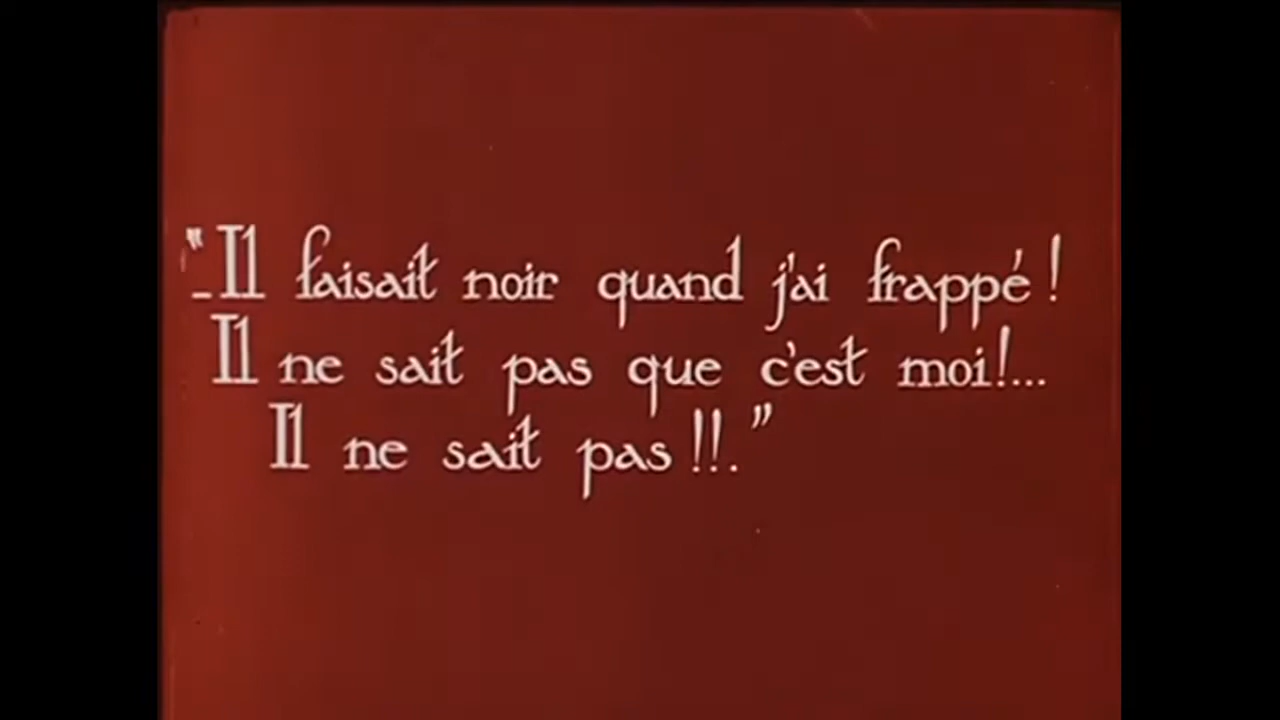 "_Il faisait noir quand j'ai frappé !
Il ne sait pas que c'est moi!...
Il ne sait pas !!."